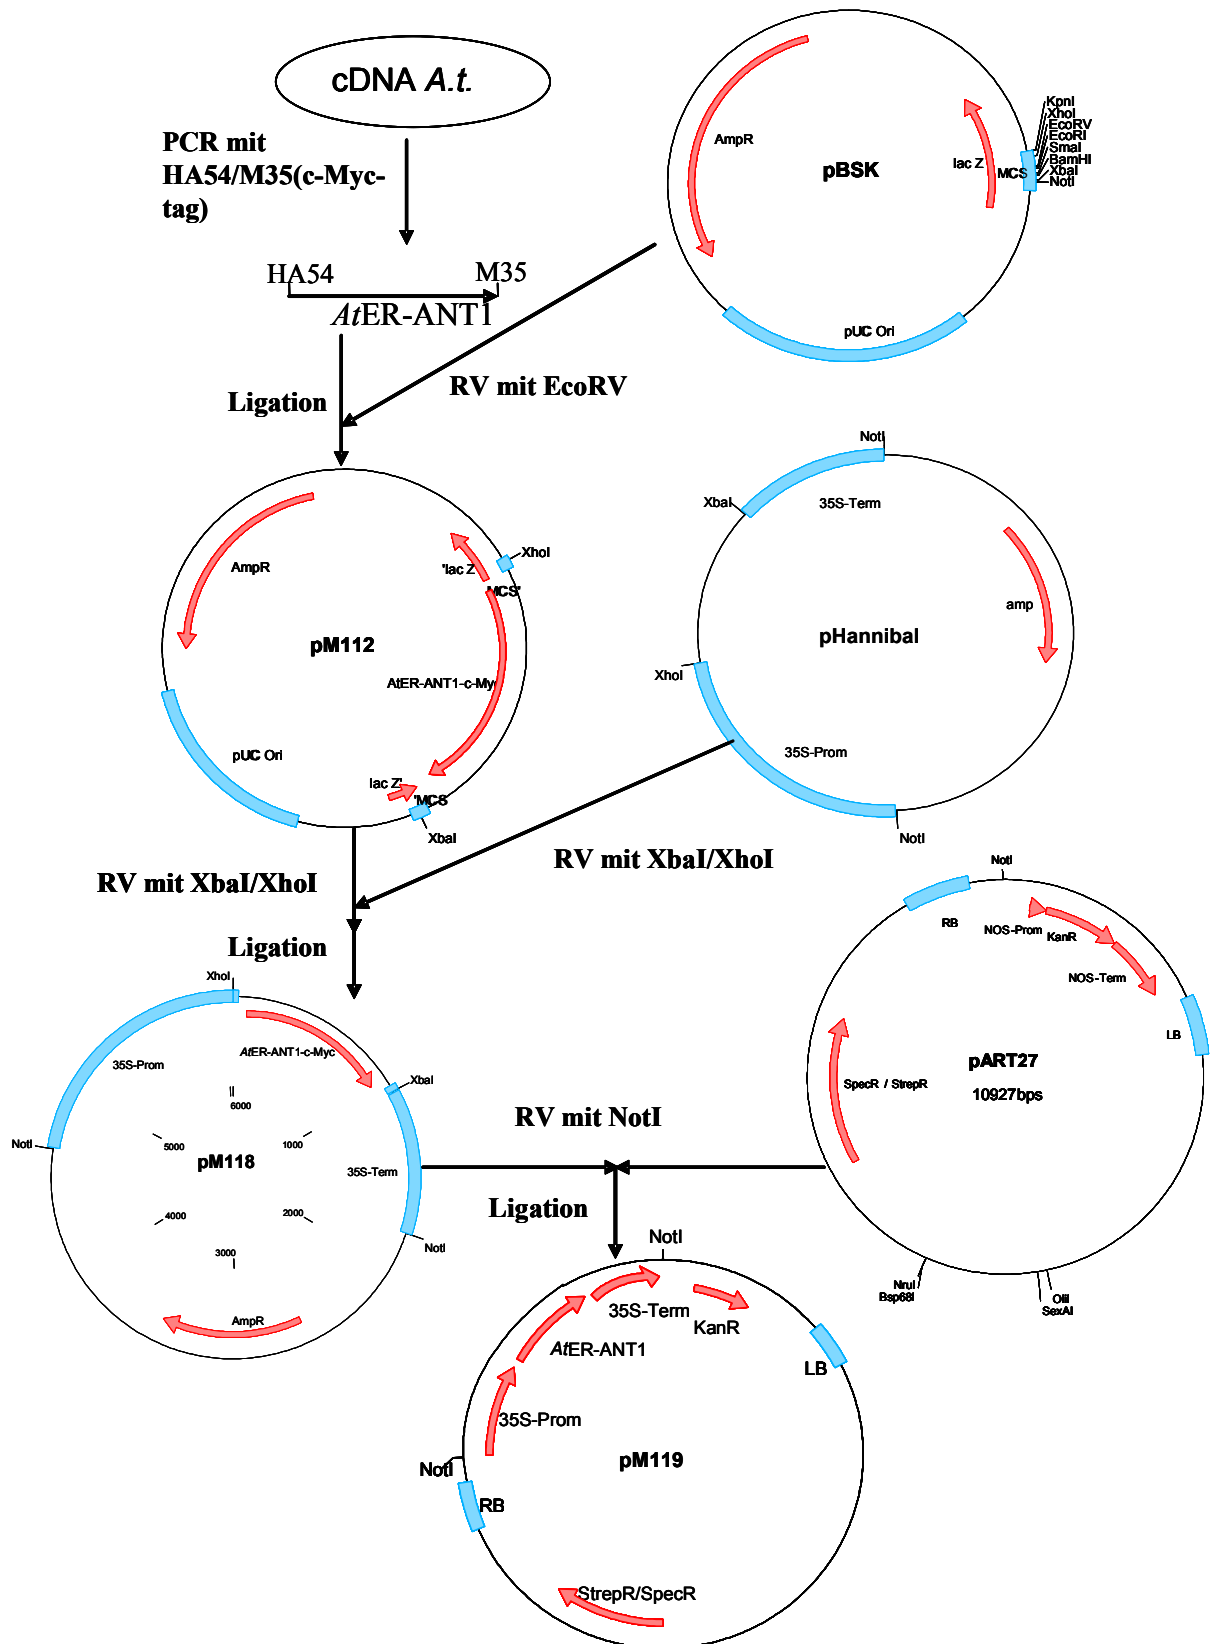 cDNA A.t.
PCR mit
HA54/M35(c-Myc-
tag)
HA54
M35
AtER-ANT1
Ligation
RV mit EcoRV
AmpR
lac Z
MCS
pBSK
pUC Ori
KpnI
XhoI
EcoRV
EcoRI
SmaI
BamHI
XbaI
NotI
AmpR
'lac Z
XhoI
MCS'
pM112
AtER-ANT1-c-Myc
pUC Ori
lac Z'
'MCS
XbaI
NotI
XbaI
35S-Term
amp
pHannibal
XhoI
35S-Prom
NotI
RV mit XbaI/XhoI
RV mit XbaI/XhoI
Ligation
XhoI
AtER-ANT1-c-Myc
35S-Prom
XbaI
6000
5000
1000
NotI
pM118
35S-Term
4000
2000
3000
NotI
AmpR
NotI
RB
NOS-Prom
KanR
NOS-Term
LB
pART27
10927bps
SpecR / StrepR
NruI
Bsp68I
OliI
SexAI
RV mit NotI
Ligation
NotI
35S-Term
KanR
AtER-ANT1
LB
35S-Prom
pM119
NotI
RB
StrepR/SpecR